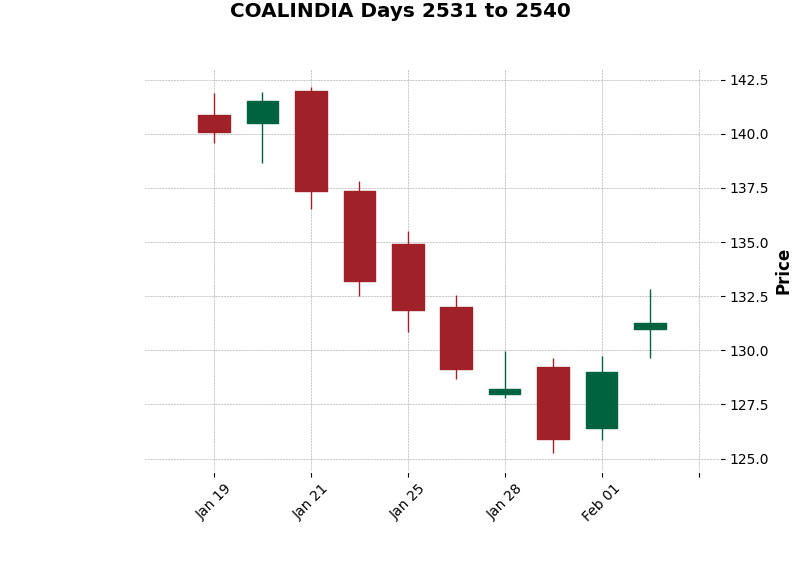 COALINDIA Days 2531 to 2540
142.5
140.0
137.5
135.0
132.5
130.0
127.5
125.0
Price
Jan 19
Jan 21
Jan 25
Jan 28
Feb 01